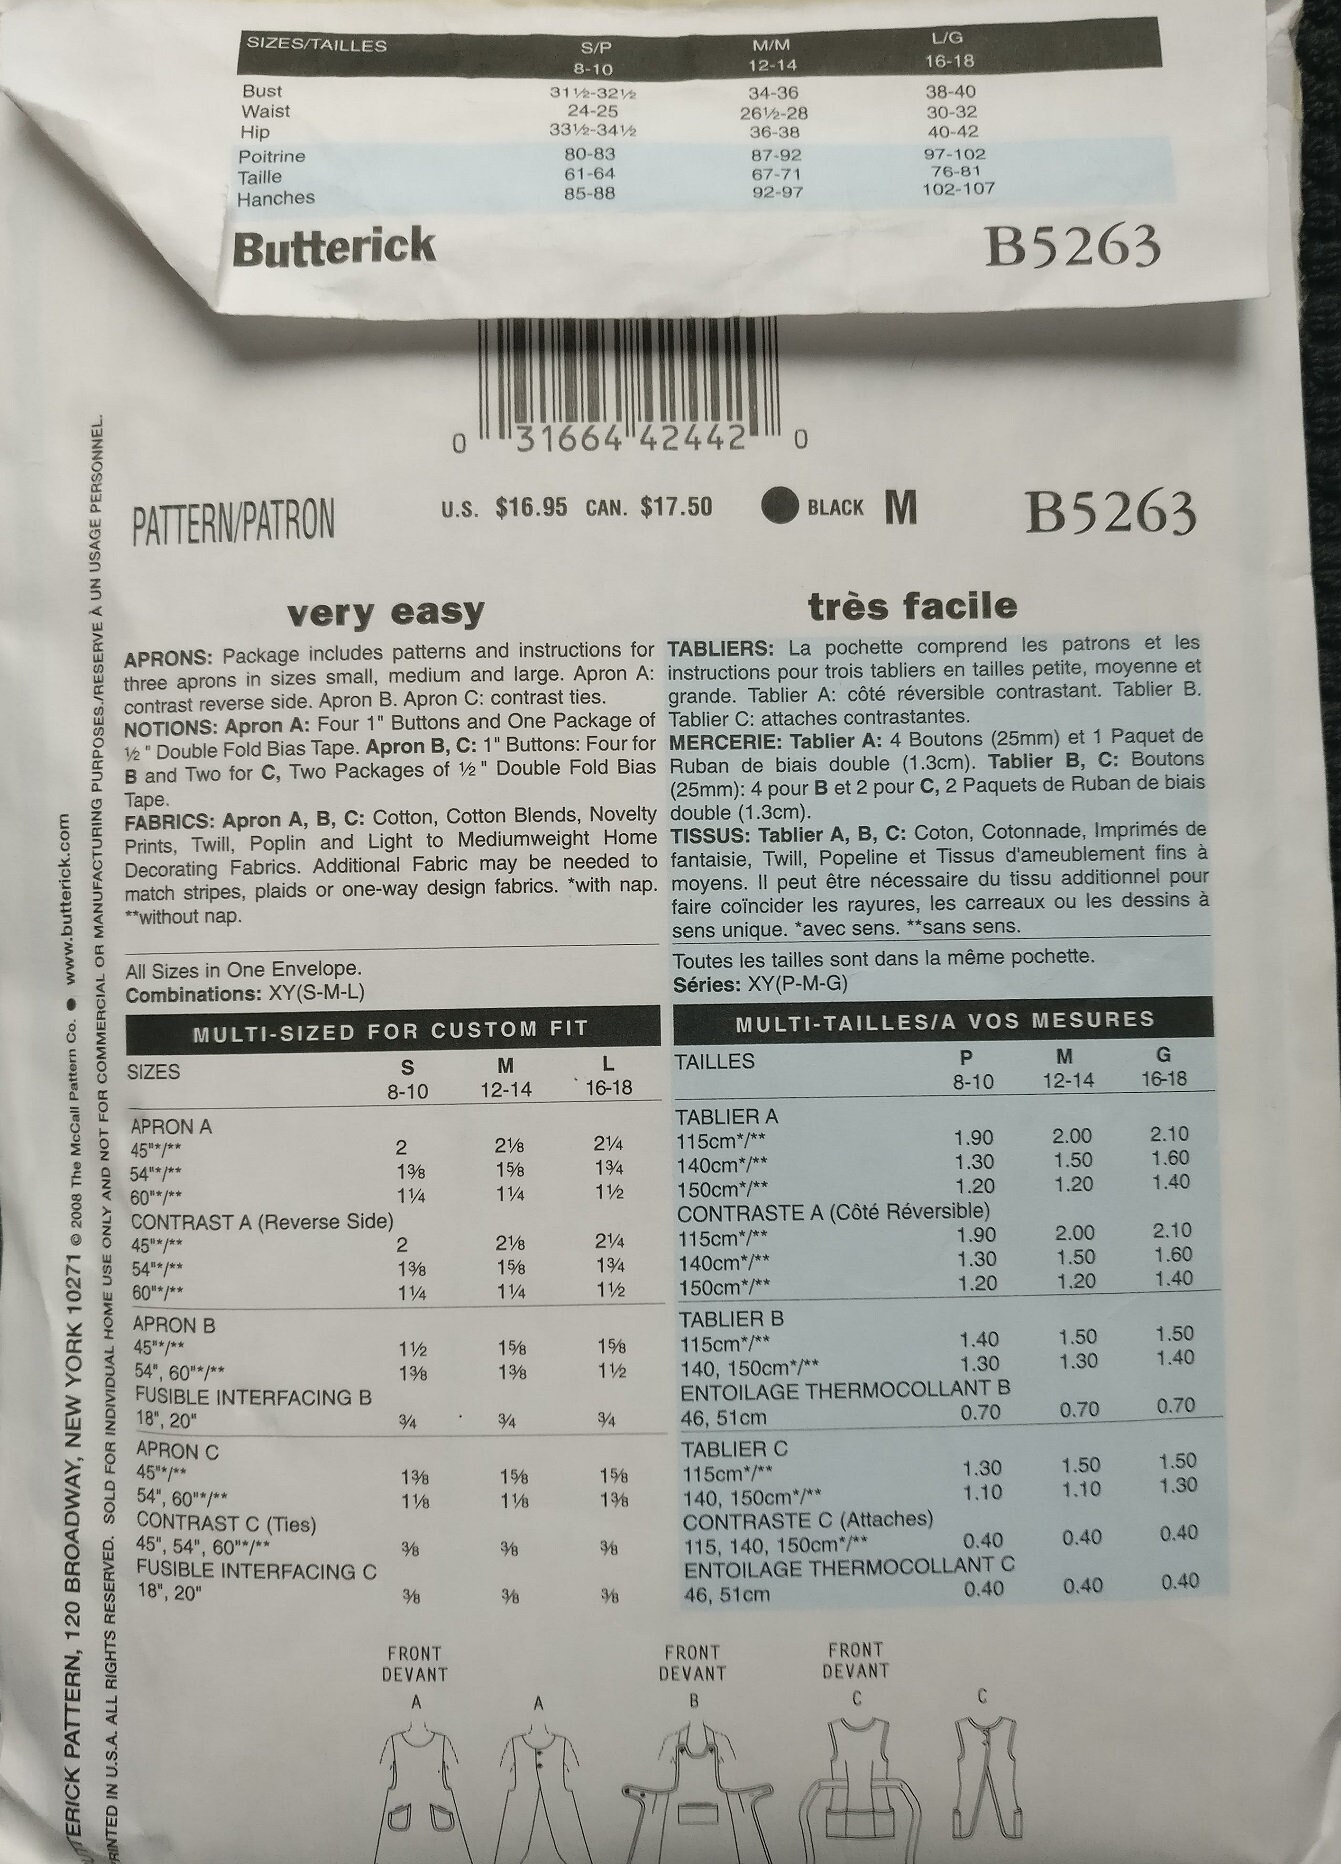 SIZES/TAILLES S/P M/M L/G
8-10 12-14 16-18
Bust 31½-32½ 34-36 38-40
Waist 24-25 26½-28 30-32
Hip 33½-34½ 36-38 40-42
Poitrine 80-83 87-92 97-102
Taille 61-64 67-71 76-81
Hanches 85-88 92-97 102-107
Butterick B5263
0 31664 42442 0
PATTERN/PATRON U.S. $16.95 CAN. $17.50 ● BLACK M B5263
very easy
APRONS: Package includes patterns and instructions for
three aprons in sizes small, medium and large. Apron A:
contrast reverse side. Apron B. Apron C: contrast ties.
NOTIONS: Apron A: Four 1" Buttons and One Package of
½ " Double Fold Bias Tape. Apron B, C: 1" Buttons: Four for
B and Two for C, Two Packages of ½ " Double Fold Bias
Tape.
FABRICS: Apron A, B, C: Cotton, Cotton Blends, Novelty
Prints, Twill, Poplin and Light to Mediumweight Home
Decorating Fabrics. Additional Fabric may be needed to
match stripes, plaids or one-way design fabrics. *with nap.
**without nap.
All Sizes in One Envelope.
Combinations: XY(S-M-L)
MULTI-SIZED FOR CUSTOM FIT
SIZES S M L
8-10 12-14 16-18
APRON A
45"*/** 2 2⅛ 2¼
54"*/** 1⅜ 1⅝ 1¾
60"*/** 1¼ 1¼ 1½
CONTRAST A (Reverse Side)
45"*/** 2 2⅛ 2¼
54"*/** 1⅜ 1⅝ 1¾
60"*/** 1¼ 1¼ 1½
APRON B
45"*/** 1½ 1⅝ 1⅝
54", 60"*/** 1⅜ 1⅜ 1½
FUSIBLE INTERFACING B
18", 20" ¾ ¾ ¾
APRON C
45"*/** 1⅜ 1⅝ 1⅝
54", 60"*/** 1⅛ 1⅛ 1⅜
CONTRAST C (Ties)
45", 54", 60"*/** ⅜ ⅜ ⅜
FUSIBLE INTERFACING C
18", 20" ⅜ ⅜ ⅜
très facile
TABLIERS: La pochette comprend les patrons et les
instructions pour trois tabliers en tailles petite, moyenne et
grande. Tablier A: côté réversible contrastant. Tablier B.
Tablier C: attaches contrastantes.
MERCERIE: Tablier A: 4 Boutons (25mm) et 1 Paquet de
Ruban de biais double (1.3cm). Tablier B, C: Boutons
(25mm): 4 pour B et 2 pour C, 2 Paquets de Ruban de biais
double (1.3cm).
TISSUS: Tablier A, B, C: Coton, Cotonnade, Imprimés de
fantaisie, Twill, Popeline et Tissus d'ameublement fins à
moyens. Il peut être nécessaire du tissu additionnel pour
faire coïncider les rayures, les carreaux ou les dessins à
sens unique. *avec sens. **sans sens.
Toutes les tailles sont dans la même pochette.
Séries: XY(P-M-G)
MULTI-TAILLES/A VOS MESURES
TAILLES P M G
8-10 12-14 16-18
TABLIER A
115cm*/** 1.90 2.00 2.10
140cm*/** 1.30 1.50 1.60
150cm*/** 1.20 1.20 1.40
CONTRASTE A (Côté Réversible)
115cm*/** 1.90 2.00 2.10
140cm*/** 1.30 1.50 1.60
150cm*/** 1.20 1.20 1.40
TABLIER B
115cm*/** 1.40 1.50 1.50
140, 150cm*/** 1.30 1.30 1.40
ENTOILAGE THERMOCOLLANT B
46, 51cm 0.70 0.70 0.70
TABLIER C
115cm*/** 1.30 1.50 1.50
140, 150cm*/** 1.10 1.10 1.30
CONTRASTE C (Attaches)
115, 140, 150cm*/** 0.40 0.40 0.40
ENTOILAGE THERMOCOLLANT C
46, 51cm 0.40 0.40 0.40
FRONT FRONT FRONT
DEVANT DEVANT DEVANT
A A B C C
PATTERN, 120 BROADWAY, NEW YORK 10271 © 2008 The McCall Pattern Co. ● www.butterick.com
IN U.S.A. ALL RIGHTS RESERVED. SOLD FOR INDIVIDUAL HOME USE ONLY AND NOT FOR COMMERCIAL OR MANUFACTURING PURPOSES./RESERVE À UN USAGE PERSONNEL.